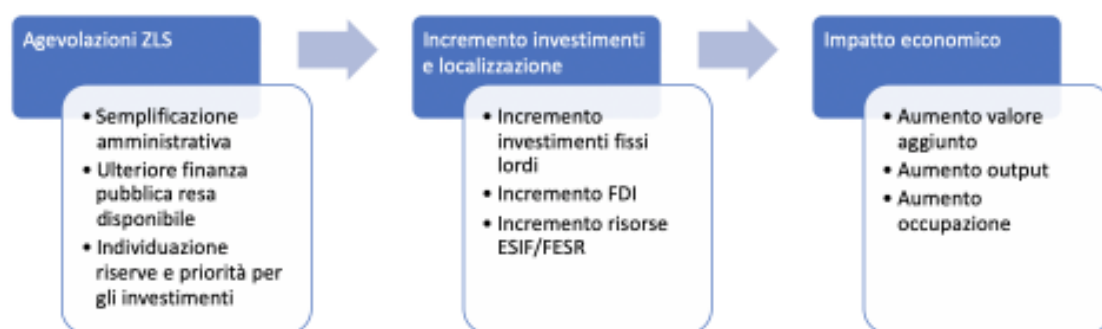 Agevolazioni ZLS
• Semplificazione
amministrativa
• Ulteriore finanza
pubblica resa
disponibile
• Individuazione
riserve e priorità per
gli investimenti
Incremento investimenti
e localizzazione
• Incremento
investimenti fissi
lordi
• Incremento FDI
• Incremento risorse
ESIF/FESR
Impatto economico
• Aumento valore
aggiunto
• Aumento output
• Aumento
occupazione